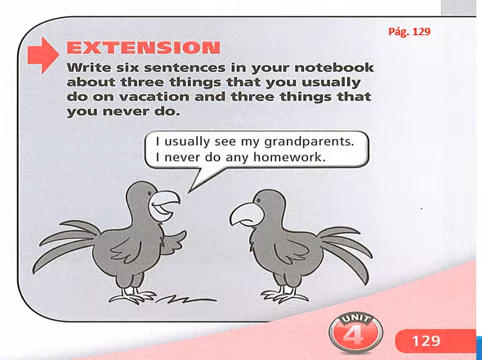 Pág. 129
EXTENSION
Write six sentences in your notebook
about three things that you usually
do on vacation and three things that
you never do.
I usually see my grandparents.
I never do any homework.
UNIT
4
129